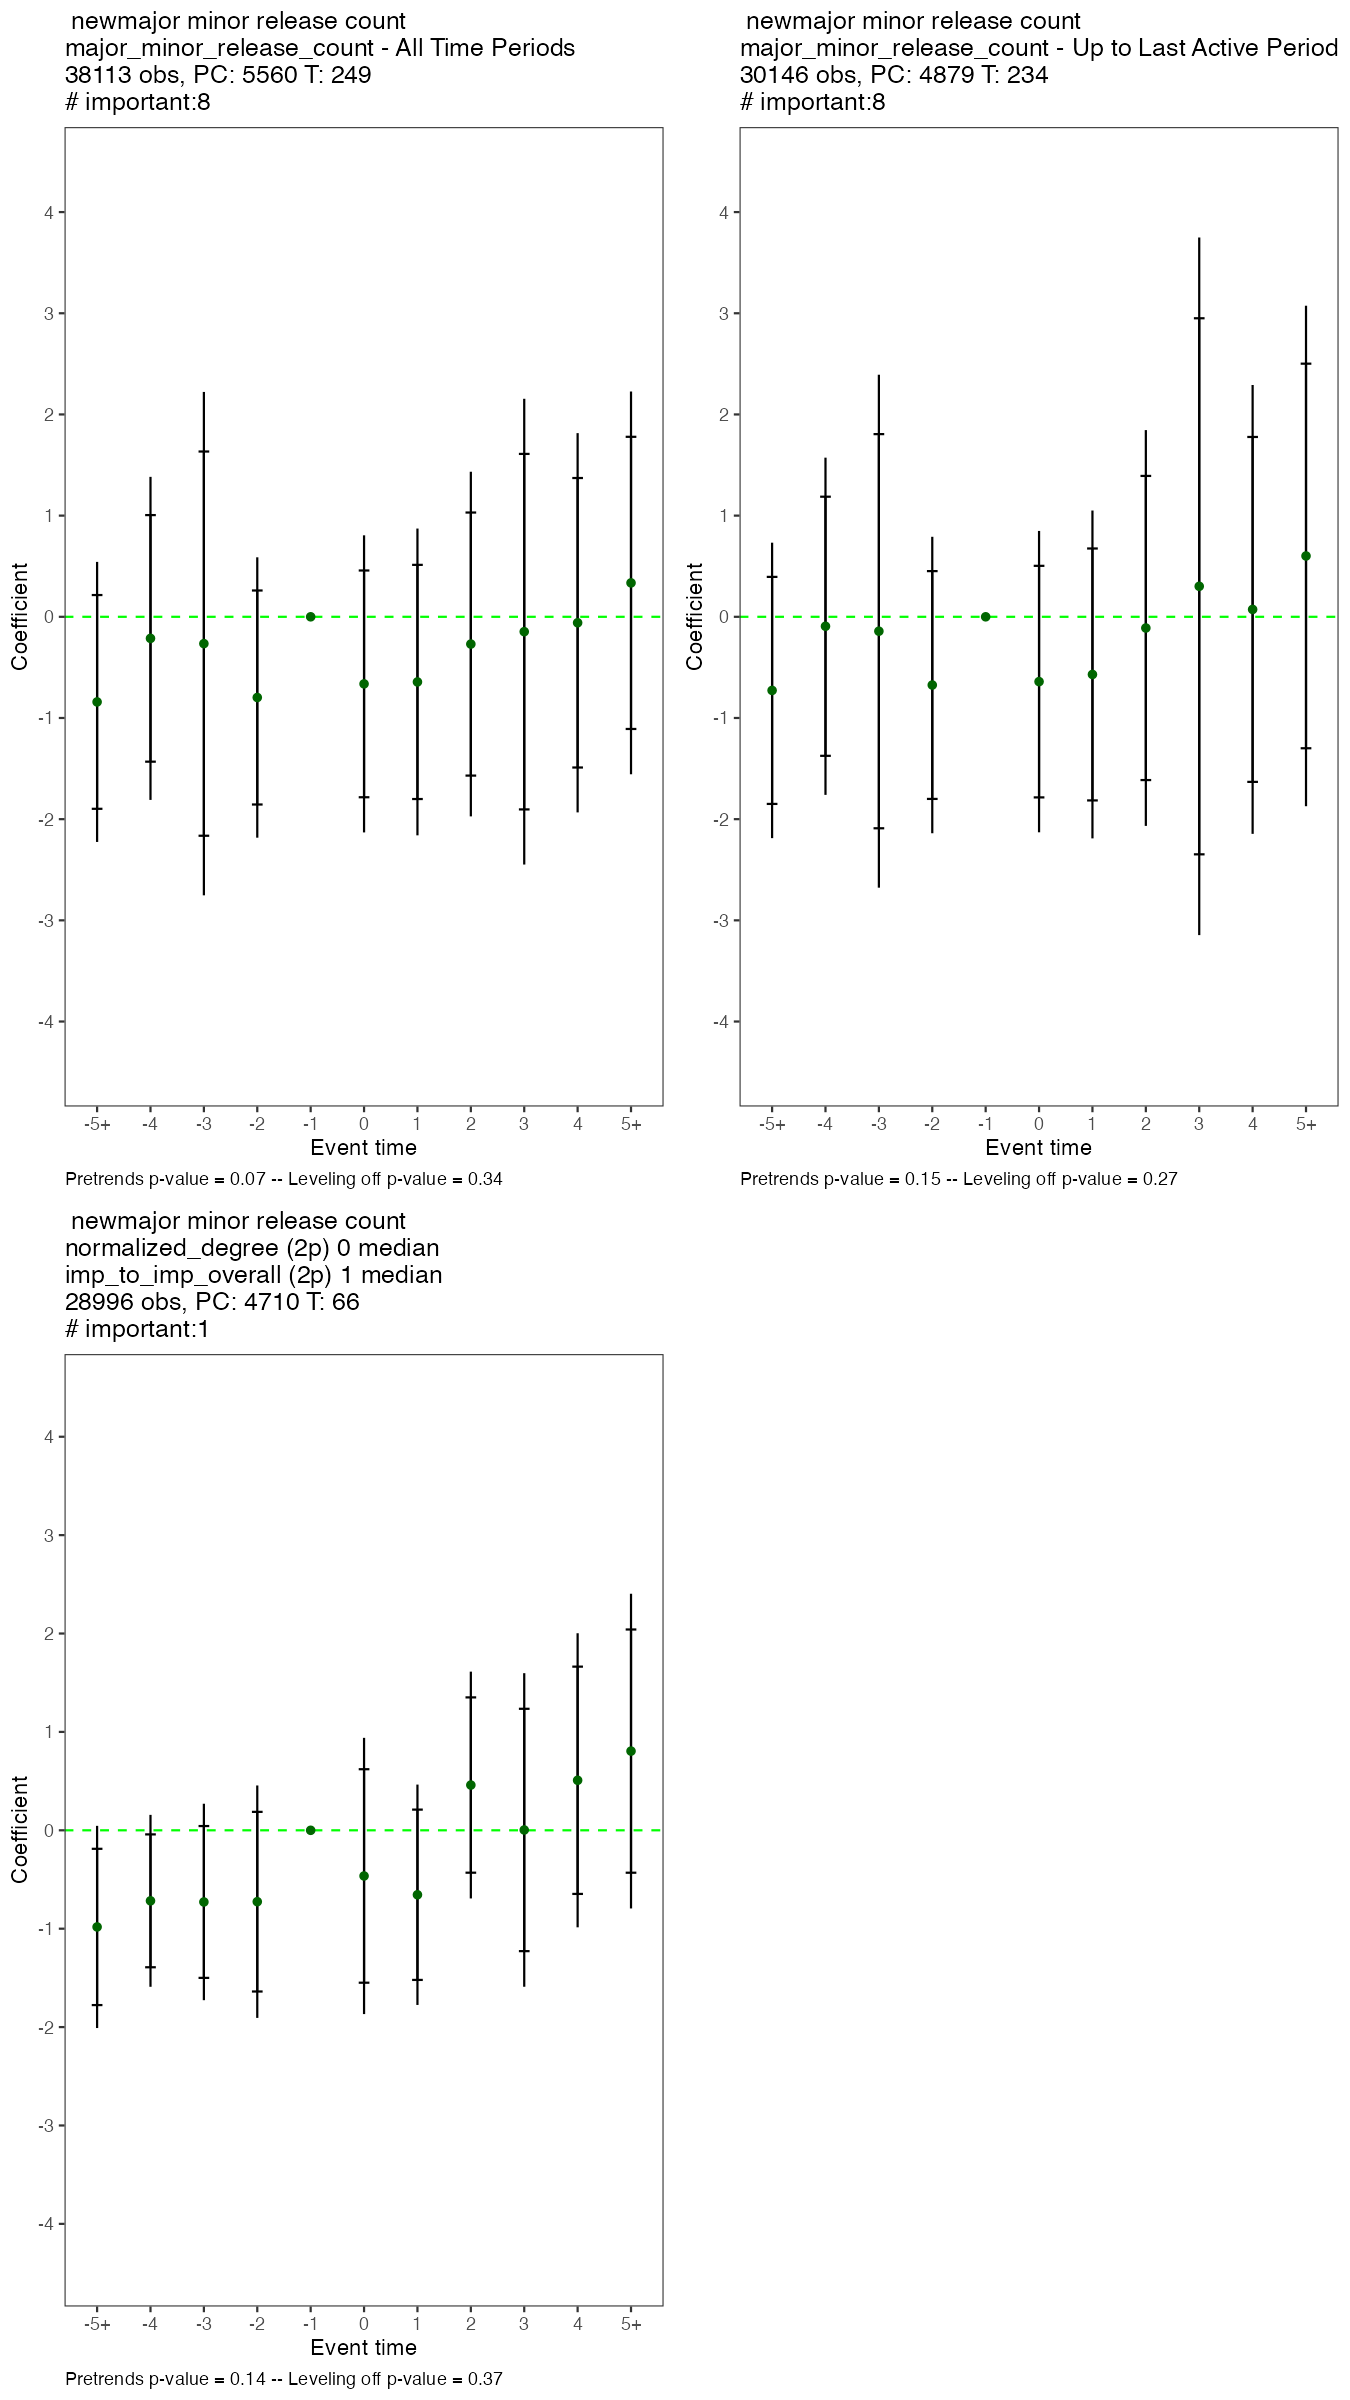 newmajor minor release count
major_minor_release_count - All Time Periods
38113 obs, PC: 5560 T: 249
# important:8
4
3
2
1
0
-1
-2
-3
-4
Coefficient
-5+ -4 -3 -2 -1 0 1 2 3 4 5+
Event time
Pretrends p-value = 0.07 -- Leveling off p-value = 0.34
newmajor minor release count
major_minor_release_count - Up to Last Active Period
30146 obs, PC: 4879 T: 234
# important:8
4
3
2
1
0
-1
-2
-3
-4
Coefficient
-5+ -4 -3 -2 -1 0 1 2 3 4 5+
Event time
Pretrends p-value = 0.15 -- Leveling off p-value = 0.27
newmajor minor release count
normalized_degree (2p) 0 median
imp_to_imp_overall (2p) 1 median
28996 obs, PC: 4710 T: 66
# important:1
4
3
2
1
0
-1
-2
-3
-4
Coefficient
-5+ -4 -3 -2 -1 0 1 2 3 4 5+
Event time
Pretrends p-value = 0.14 -- Leveling off p-value = 0.37